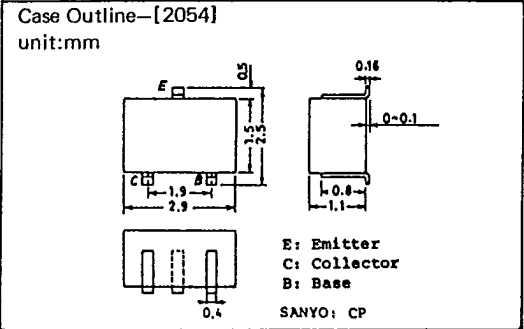 Case Outline—[2054]
unit:mm
E
0.5
0.16
0~0.1
1.5
2.5
C
B
1.9
2.9
0.8
1.1
0.4
E: Emitter
C: Collector
B: Base
SANYO: CP